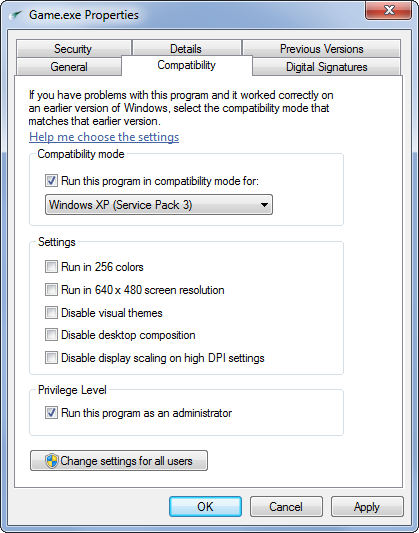 Game.exe Properties
Security Details Previous Versions
General Compatibility Digital Signatures
If you have problems with this program and it worked correctly on
an earlier version of Windows, select the compatibility mode that
matches that earlier version.
Help me choose the settings
Compatibility mode
Run this program in compatibility mode for:
Windows XP (Service Pack 3)
Settings
Run in 256 colors
Run in 640 x 480 screen resolution
Disable visual themes
Disable desktop composition
Disable display scaling on high DPI settings
Privilege Level
Run this program as an administrator
Change settings for all users
OK Cancel Apply